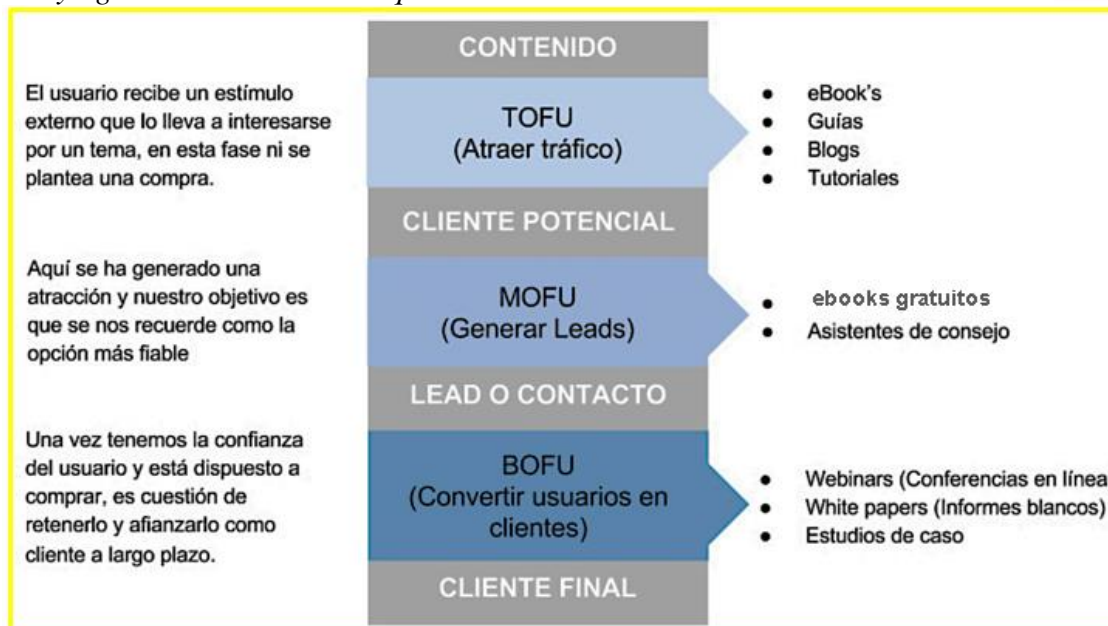 CONTENIDO
El usuario recibe un estímulo
externo que lo lleva a interesarse
por un tema, en esta fase ni se
plantea una compra.
TOFU
(Atraer tráfico)
● eBook's
● Guías
● Blogs
● Tutoriales
CLIENTE POTENCIAL
Aquí se ha generado una
atracción y nuestro objetivo es
que se nos recuerde como la
opción más fiable
MOFU
(Generar Leads)
● ebooks gratuitos
● Asistentes de consejo
LEAD O CONTACTO
Una vez tenemos la confianza
del usuario y está dispuesto a
comprar, es cuestión de
retenerlo y afianzarlo como
cliente a largo plazo.
BOFU
(Convertir usuarios en
clientes)
● Webinars (Conferencias en línea
● White papers (Informes blancos)
● Estudios de caso
CLIENTE FINAL